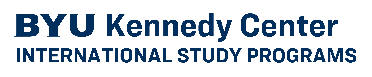 BYU Kennedy Center
INTERNATIONAL STUDY PROGRAMS